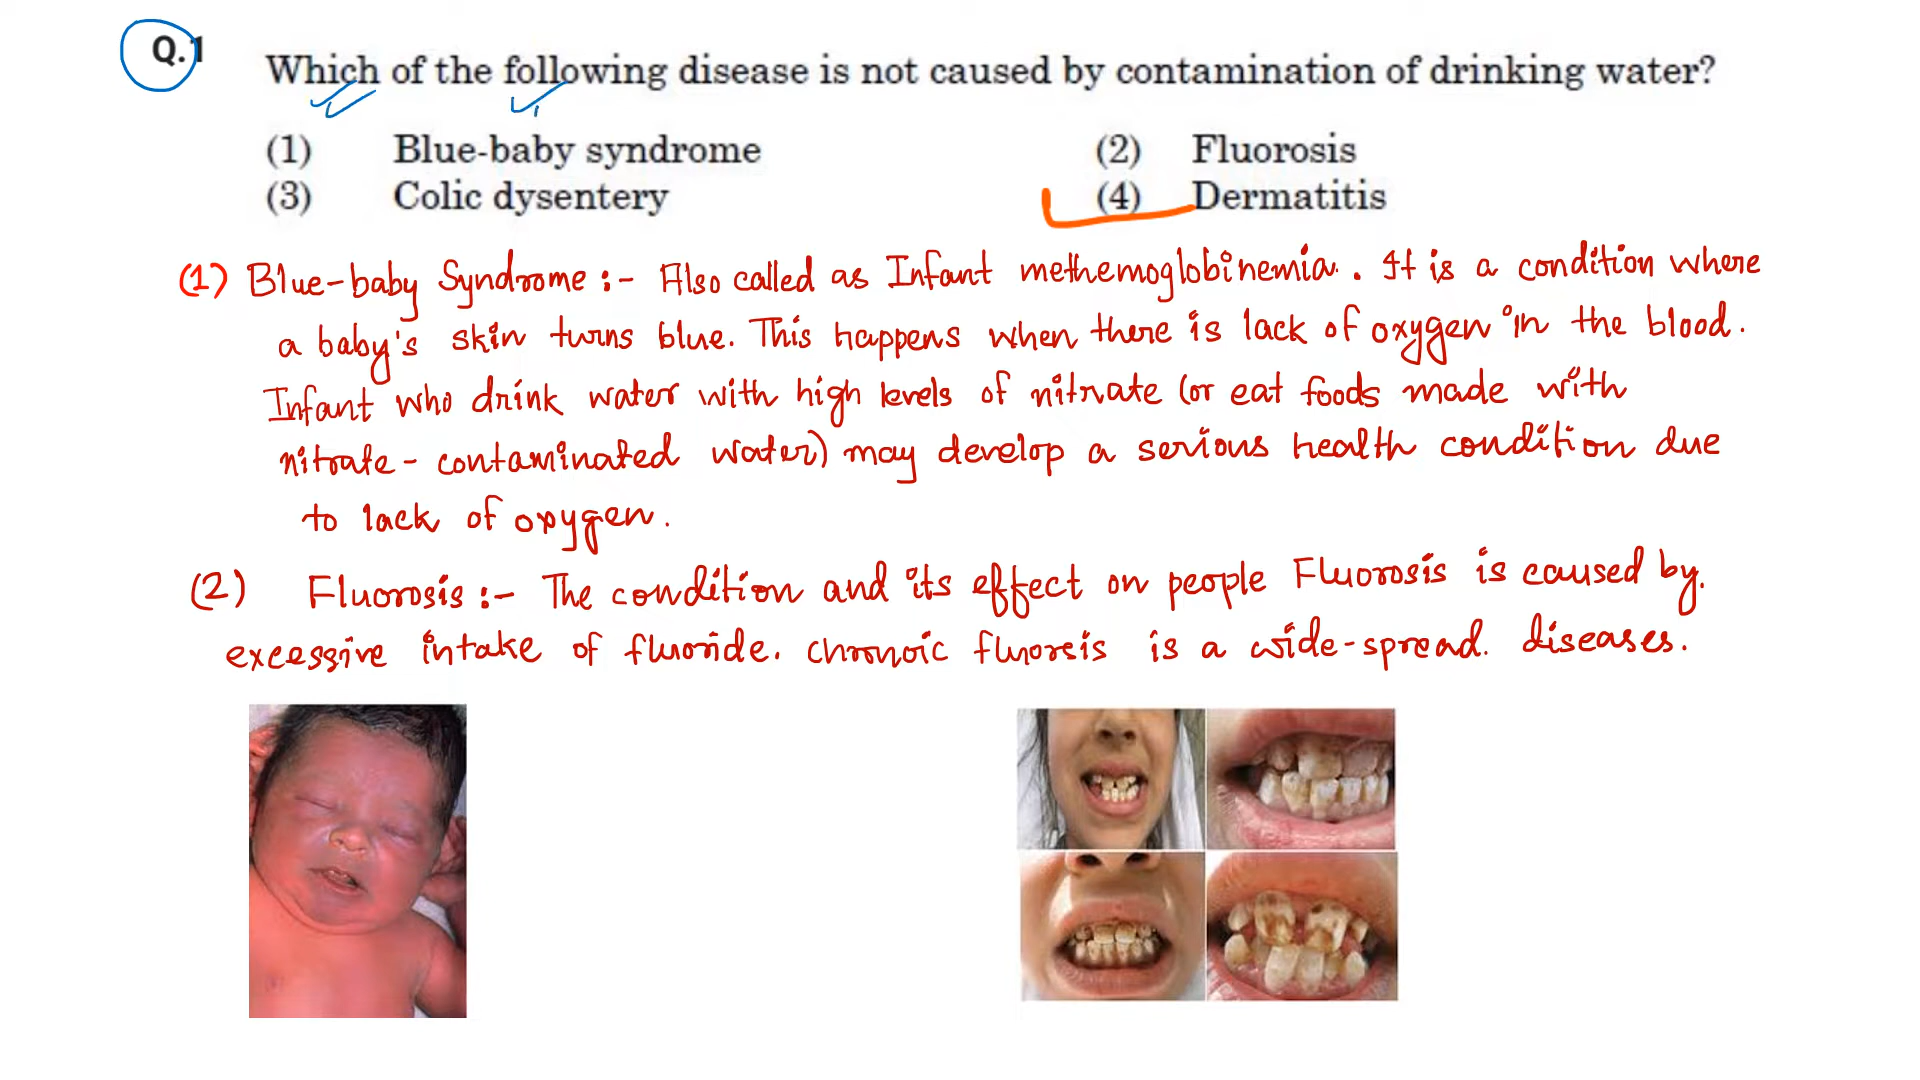 Q.1
Which of the following disease is not caused by contamination of drinking water?
(1) Blue-baby syndrome (2) Fluorosis
(3) Colic dysentery (4) Dermatitis
(1) Blue-baby Syndrome :- Also called as Infant methemoglobinemia. It is a condition where
a baby's skin turns blue. This happens when there is lack of oxygen in the blood.
Infant who drink water with high levels of nitrate (or eat foods made with
nitrate-contaminated water) may develop a serious health condition due
to lack of oxygen.
(2) Fluorosis :- The condition and its effect on people Fluorosis is caused by.
excessive intake of fluoride. chronoic fluoresis is a wide-spread. diseases.